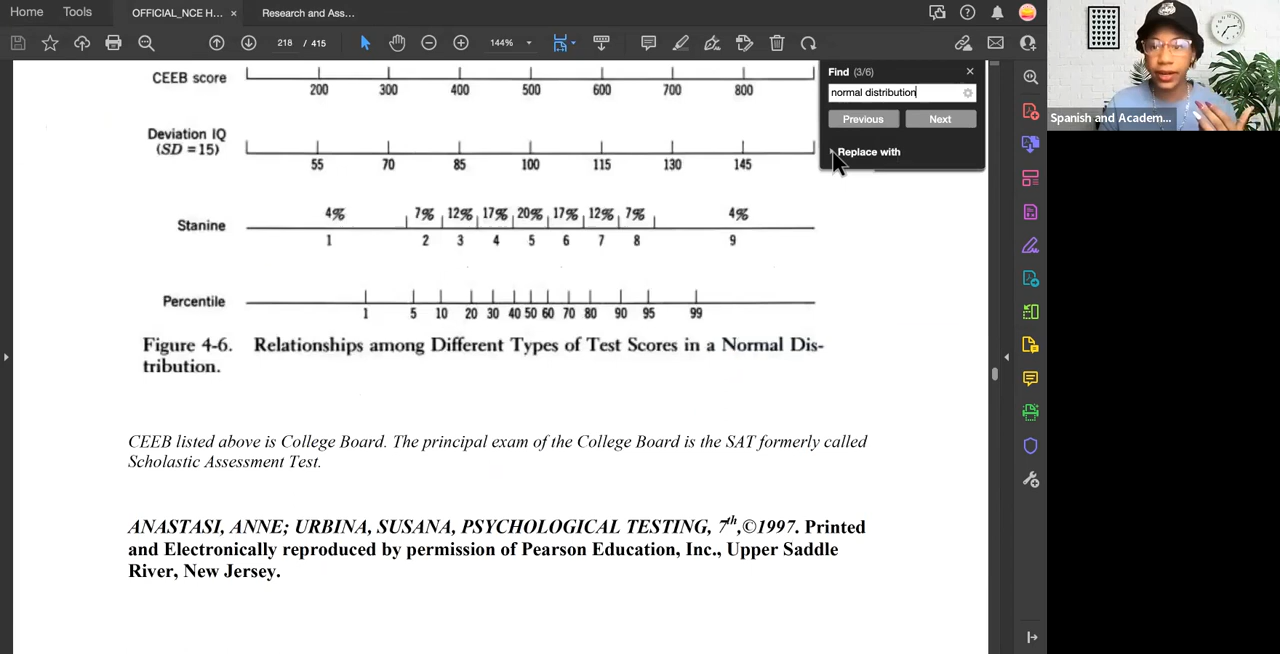 Home Tools OFFICIAL_NCE H... × Research and Ass...
218 / 415 144%
CEEB score
200 300 400 500 600 700 800
Deviation IQ
(SD =15)
55 70 85 100 115 130 145
4% 7% 12% 17% 20% 17% 12% 7% 4%
Stanine
1 2 3 4 5 6 7 8 9
Percentile
1 5 10 20 30 40 50 60 70 80 90 95 99
Figure 4-6. Relationships among Different Types of Test Scores in a Normal Dis-
tribution.
CEEB listed above is College Board. The principal exam of the College Board is the SAT formerly called
Scholastic Assessment Test.
ANASTASI, ANNE; URBINA, SUSANA, PSYCHOLOGICAL TESTING, 7th,©1997. Printed
and Electronically reproduced by permission of Pearson Education, Inc., Upper Saddle
River, New Jersey.
Find (3/6) ×
normal distribution
Previous Next
Replace with
Spanish and Academ...